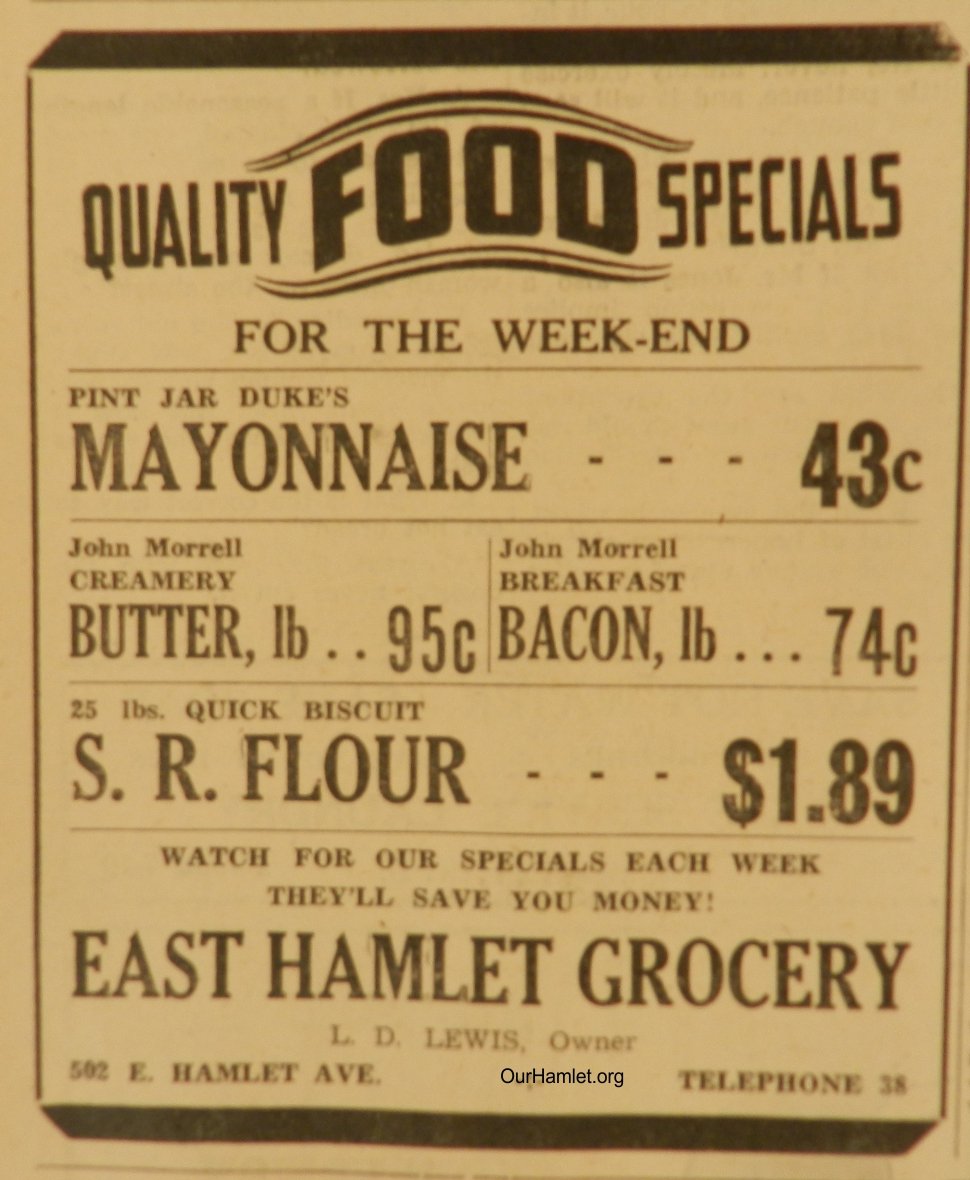 QUALITY FOOD SPECIALS
FOR THE WEEK-END
PINT JAR DUKE'S
MAYONNAISE - - - 43c
John Morrell
CREAMERY
BUTTER, lb . . 95c
John Morrell
BREAKFAST
BACON, lb . . . 74c
25 lbs. QUICK BISCUIT
S. R. FLOUR - - - $1.89
WATCH FOR OUR SPECIALS EACH WEEK
THEY'LL SAVE YOU MONEY!
EAST HAMLET GROCERY
L. D. LEWIS, Owner
502 E. HAMLET AVE. OurHamlet.org TELEPHONE 38